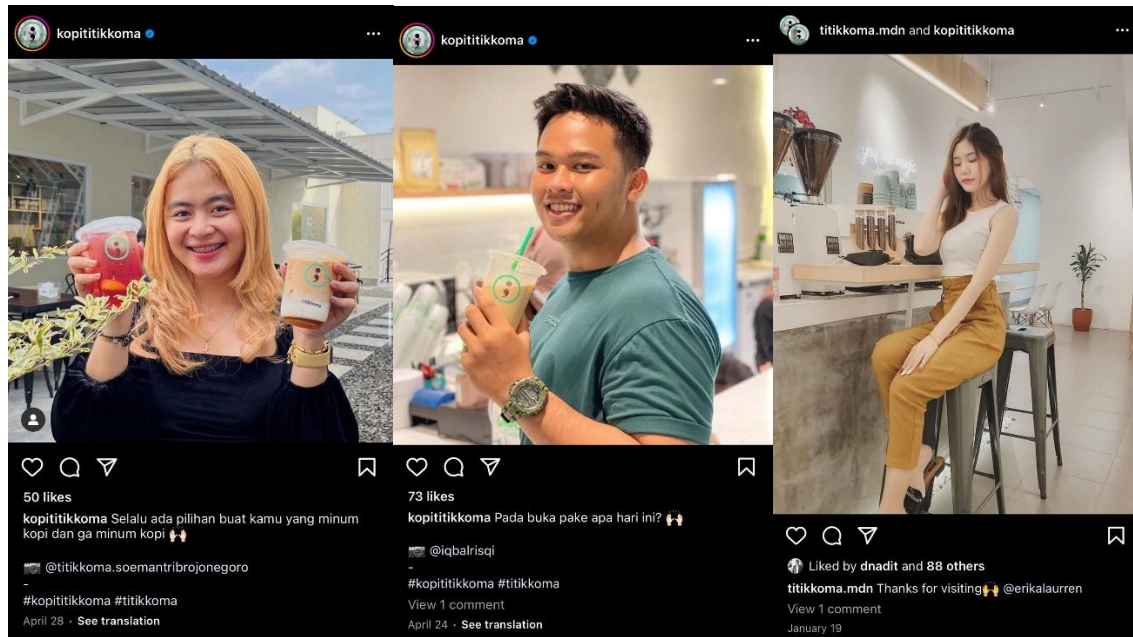 kopititikkoma
50 likes
kopititikkoma Selalu ada pilihan buat kamu yang minum
kopi dan ga minum kopi 🙌🏻
📷 @titikkoma.soemantribrojonegoro
-
#kopititikkoma #titikkoma
April 28 · See translation
kopititikkoma
73 likes
kopititikkoma Pada buka pake apa hari ini? 🙌🏻
📷 @iqbalrisqi
-
#kopititikkoma #titikkoma
View 1 comment
April 24 · See translation
titikkoma.mdn and kopititikkoma
Liked by dnadit and 88 others
titikkoma.mdn Thanks for visiting🙌 @erikalaurren
View 1 comment
January 19